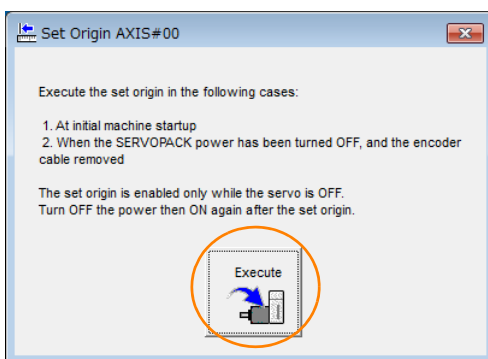 Set Origin AXIS#00
Execute the set origin in the following cases:
1. At initial machine startup
2. When the SERVOPACK power has been turned OFF, and the encoder
cable removed
The set origin is enabled only while the servo is OFF.
Turn OFF the power then ON again after the set origin.
Execute